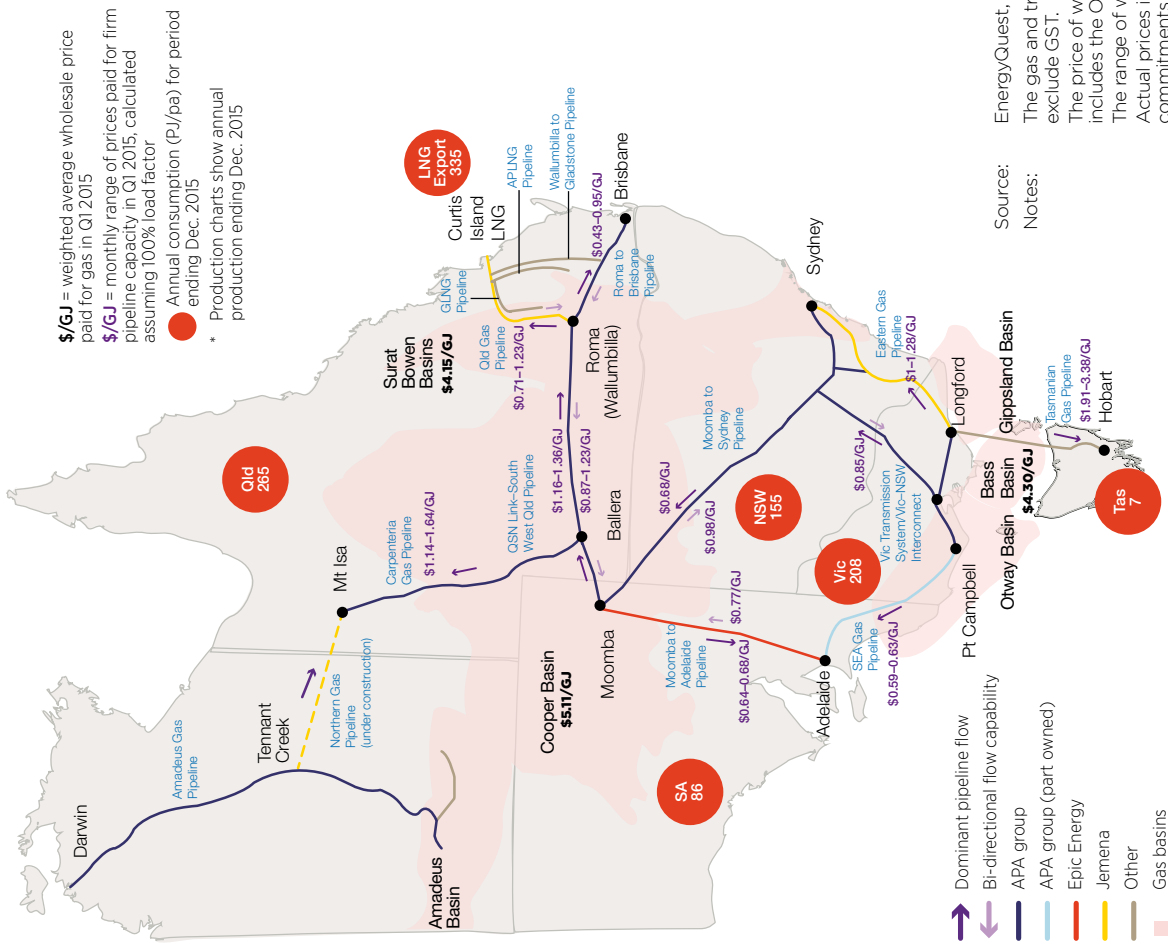 $/GJ = weighted average wholesale price
paid for gas in Q1 2015
$/GJ = monthly range of prices paid for firm
pipeline capacity in Q1 2015, calculated
assuming 100% load factor
Annual consumption (PJ/pa) for period
ending Dec. 2015
* Production charts show annual
production ending Dec. 2015
Darwin
Amadeus Gas
Pipeline
Tennant
Creek
Northern Gas
Pipeline
(under construction)
Amadeus
Basin
Mt Isa
Carpenteria
Gas Pipeline
$1.14–1.64/GJ
Qld
265
LNG
Export
335
Curtis
Island
LNG
APLNG
Pipeline
Wallumbilla to
Gladstone Pipeline
GLNG
Pipeline
Surat
Bowen
Basins
$4.15/GJ
Qld Gas
Pipeline
$0.71–1.23/GJ
$0.43–0.95/GJ
Brisbane
Roma to
Brisbane
Pipeline
Roma
(Wallumbilla)
QSN Link–South
West Qld Pipeline
$1.16–1.36/GJ
$0.87–1.23/GJ
Ballera
Cooper Basin
$5.11/GJ
Moomba
Moomba to
Adelaide
Pipeline
$0.64–0.68/GJ
$0.77/GJ
Moomba to
Sydney
Pipeline
$0.68/GJ
$0.98/GJ
SA
86
NSW
155
Sydney
Adelaide
SEA Gas
Pipeline
$0.59–0.63/GJ
Vic
208
$0.85/GJ
Vic Transmission
System/Vic–NSW
Interconnect
Eastern Gas
Pipeline
$1–1.28/GJ
Pt Campbell
Longford
Otway Basin
Bass
Basin
$4.30/GJ
Gippsland Basin
Tasmanian
Gas Pipeline
$1.91–3.38/GJ
Hobart
Tas
7
Dominant pipeline flow
Bi-directional flow capability
APA group
APA group (part owned)
Epic Energy
Jemena
Other
Gas basins
Source: EnergyQuest,
Notes: The gas and tr
exclude GST.
The price of w
includes the O
The range of v
Actual prices i
commitments